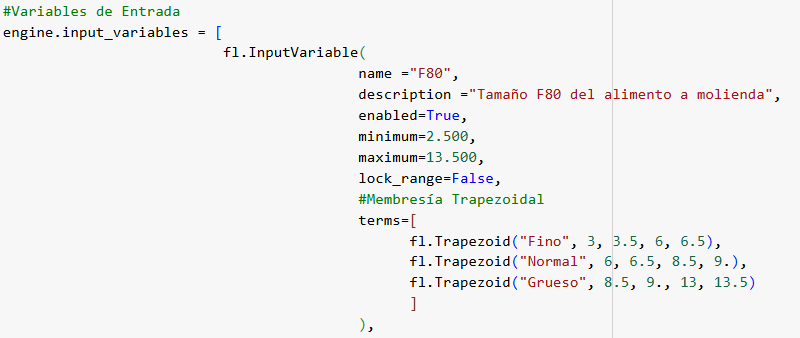 #Variables de Entrada
engine.input_variables = [
fl.InputVariable(
name ="F80",
description ="Tamaño F80 del alimento a molienda",
enabled=True,
minimum=2.500,
maximum=13.500,
lock_range=False,
#Membresía Trapezoidal
terms=[
fl.Trapezoid("Fino", 3, 3.5, 6, 6.5),
fl.Trapezoid("Normal", 6, 6.5, 8.5, 9.),
fl.Trapezoid("Grueso", 8.5, 9., 13, 13.5)
]
),